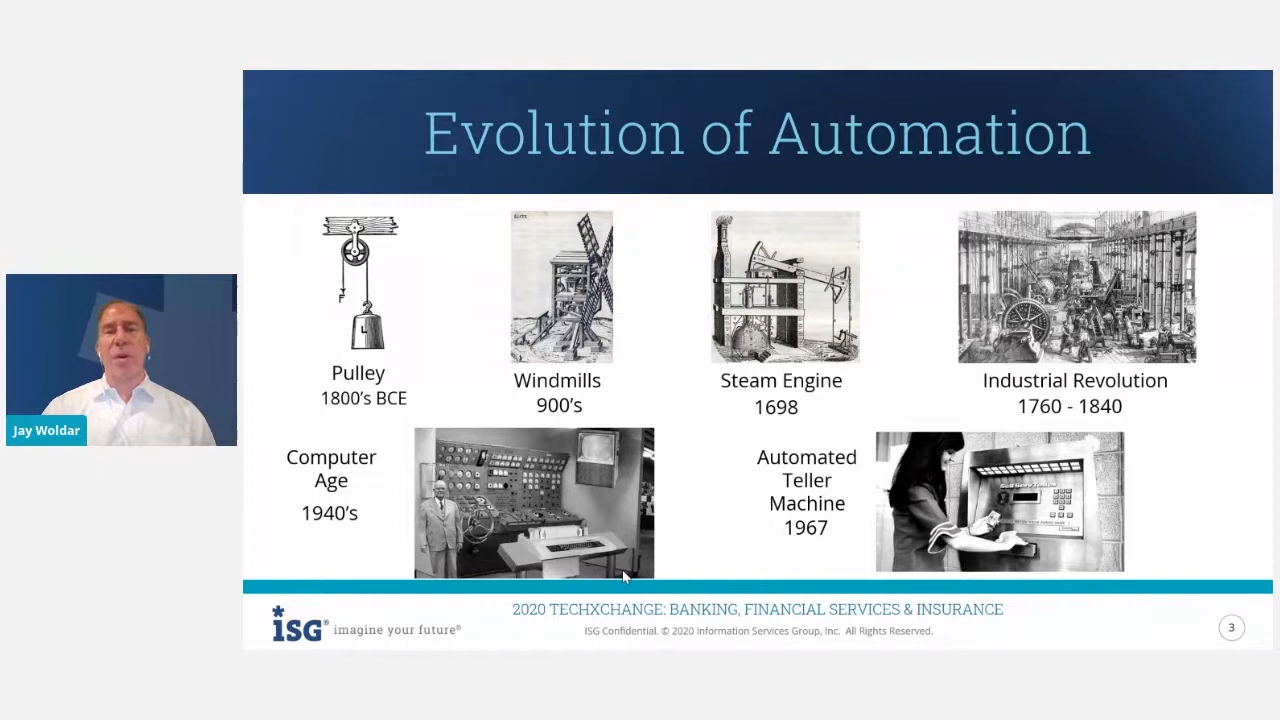 Evolution of Automation
Pulley
1800's BCE
Windmills
900's
Steam Engine
1698
Industrial Revolution
1760 - 1840
L
Jay Woldar
Computer
Age
1940's
Automated
Teller
Machine
1967
2020 TECHXCHANGE: BANKING, FINANCIAL SERVICES & INSURANCE
*ISG® imagine your future®
ISG Confidential. © 2020 Information Services Group, Inc. All Rights Reserved.
3